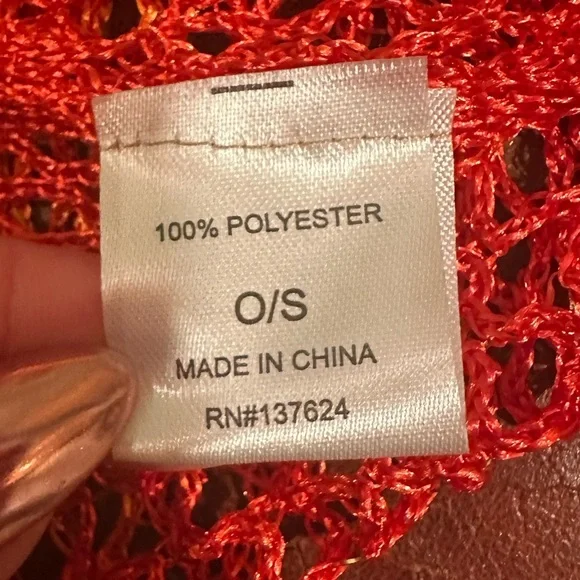 100% POLYESTER
O/S
MADE IN CHINA
RN#137624